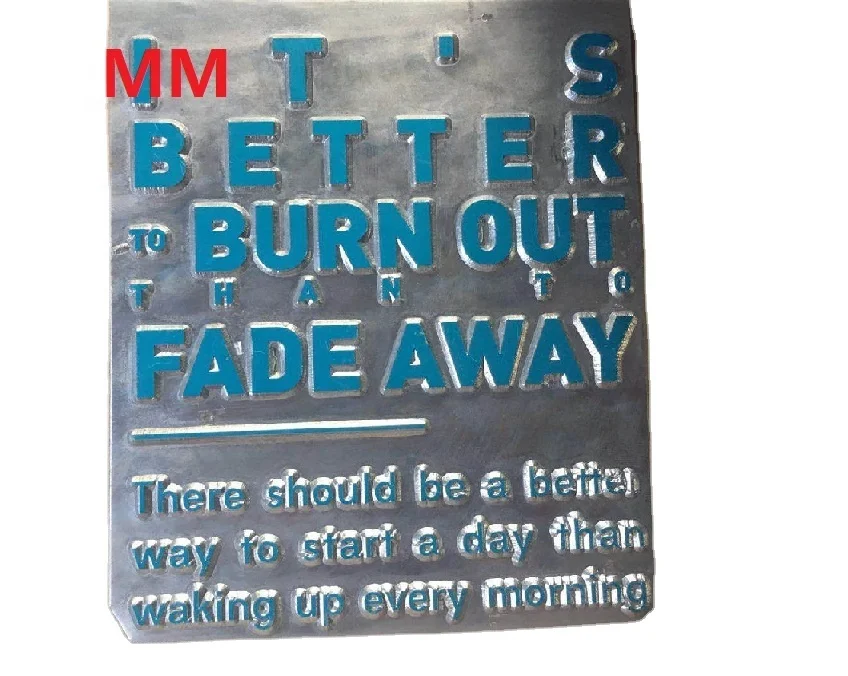 MM
IT'S
BETTER
TO BURN OUT
THAN TO
FADE AWAY
There should be a better
way to start a day than
waking up every morning